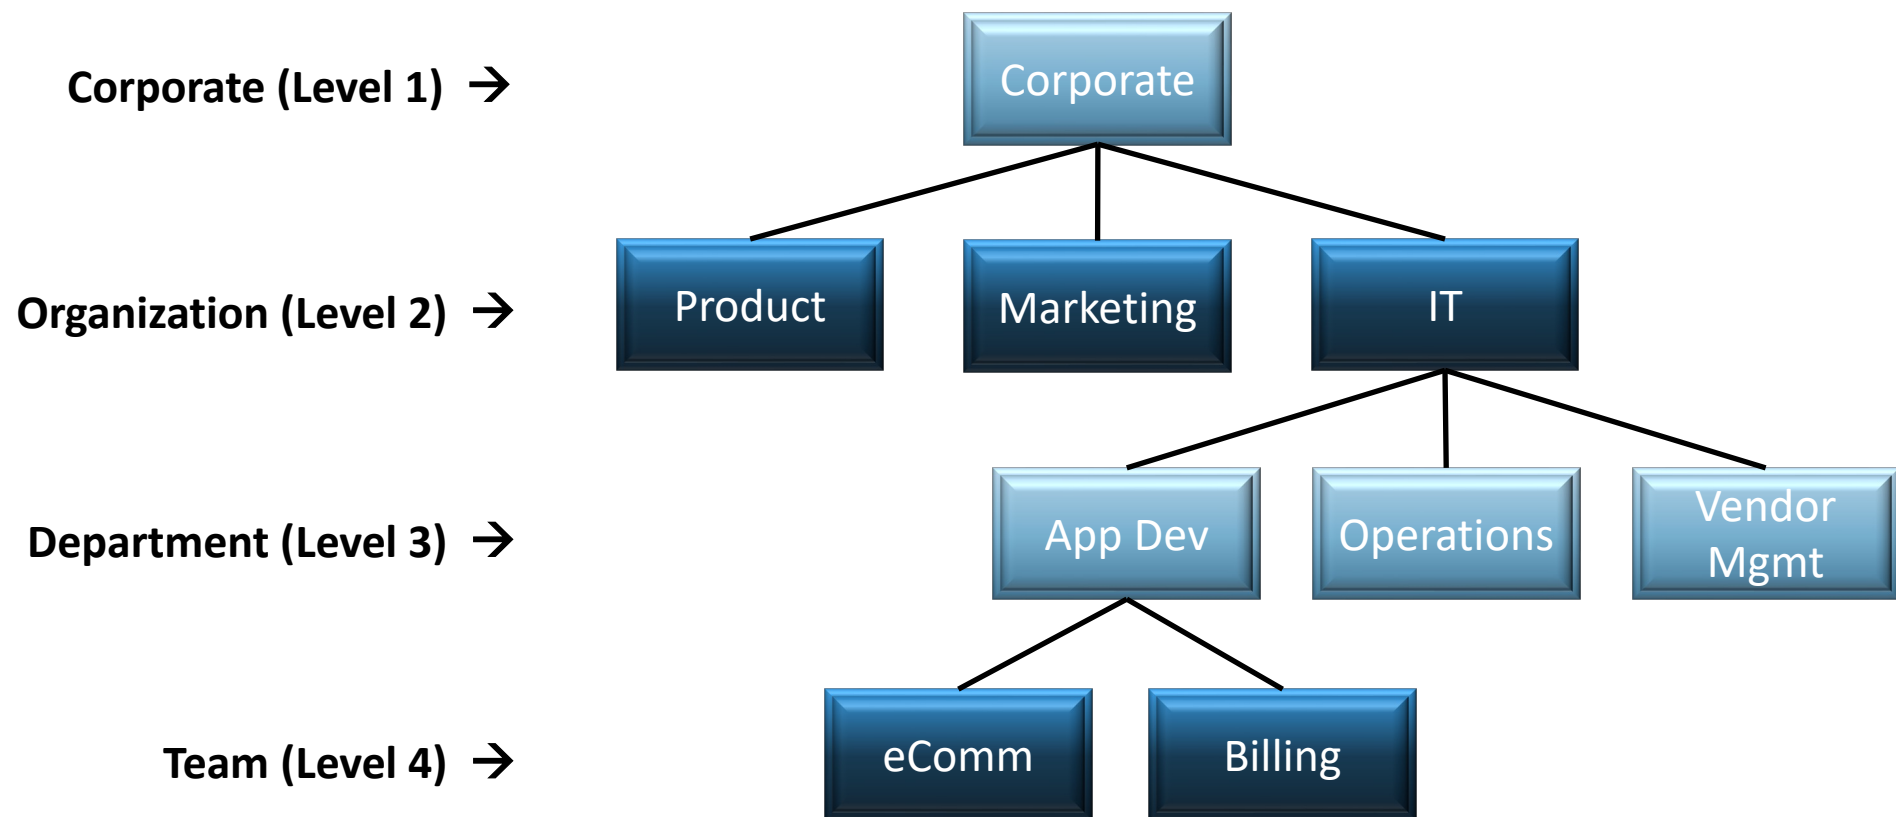 Corporate (Level 1) →
Corporate
Organization (Level 2) →
Product
Marketing
IT
Department (Level 3) →
App Dev
Operations
Vendor
Mgmt
Team (Level 4) →
eComm
Billing